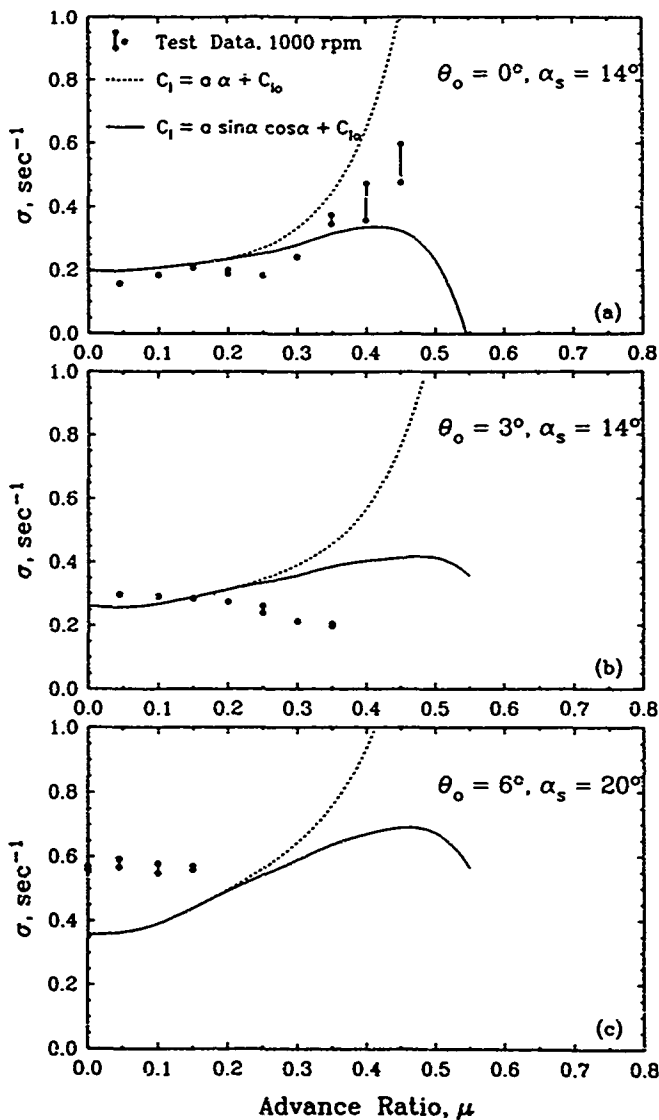 1.0
0.8
0.6
0.4
0.2
0.0
σ, sec⁻¹
Test Data, 1000 rpm
C_l = a α + C_lo
C_l = a sinα cosα + C_lo
θ_o = 0°, α_s = 14°
(a)
0.0 0.1 0.2 0.3 0.4 0.5 0.6 0.7 0.8
1.0
0.8
0.6
0.4
0.2
0.0
σ, sec⁻¹
θ_o = 3°, α_s = 14°
(b)
0.0 0.1 0.2 0.3 0.4 0.5 0.6 0.7 0.8
1.0
0.8
0.6
0.4
0.2
0.0
σ, sec⁻¹
θ_o = 6°, α_s = 20°
(c)
0.0 0.1 0.2 0.3 0.4 0.5 0.6 0.7 0.8
Advance Ratio, μ